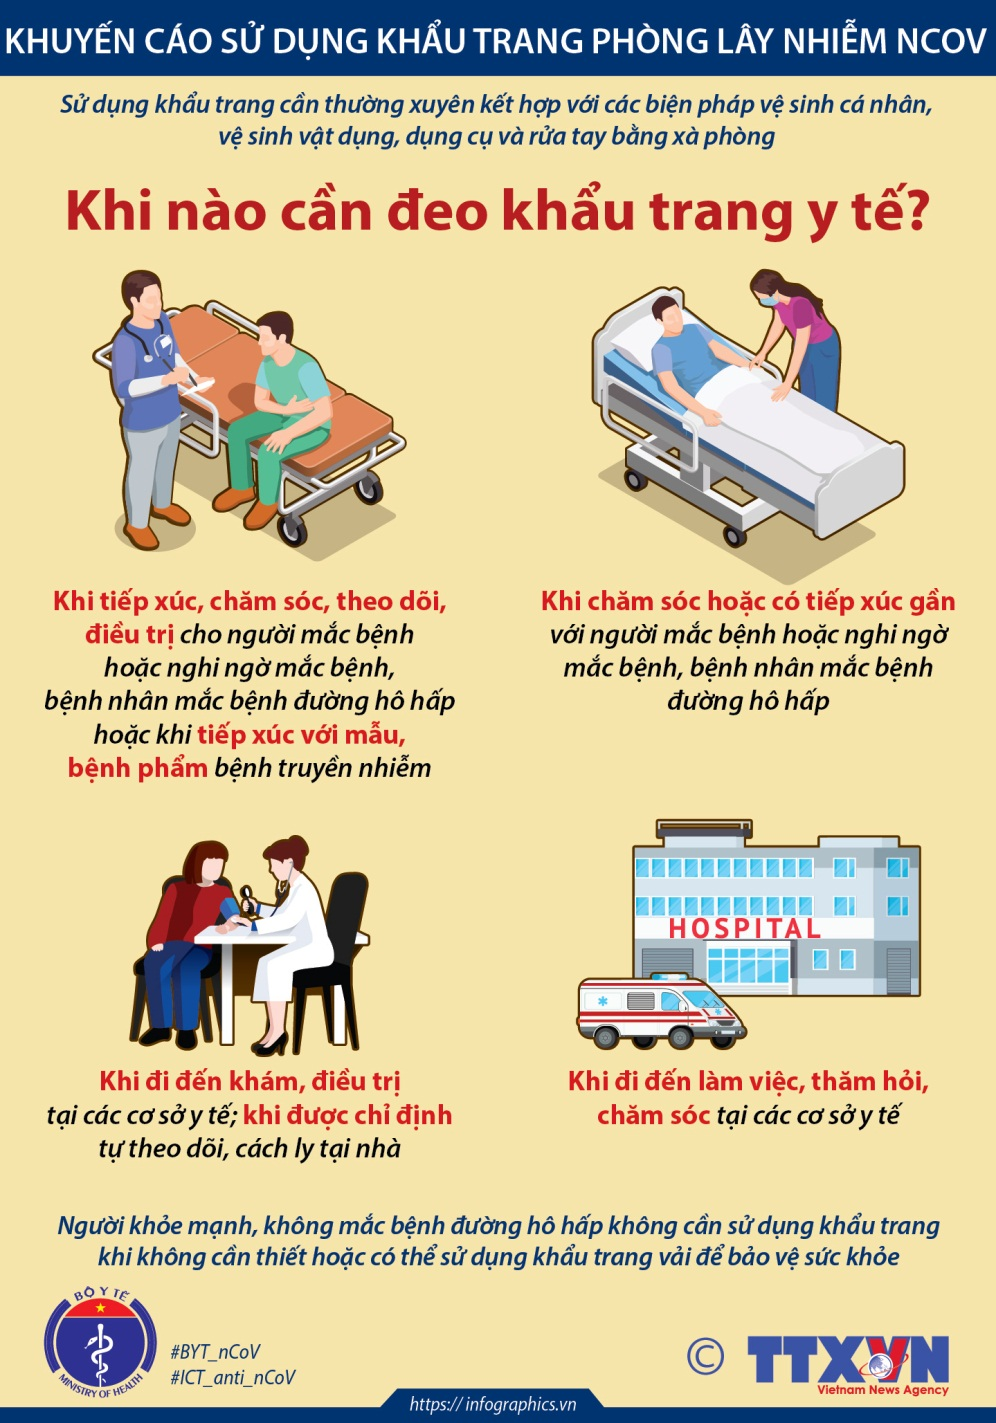 KHUYẾN CÁO SỬ DỤNG KHẨU TRANG PHÒNG LÂY NHIỄM NCOV
Sử dụng khẩu trang cần thường xuyên kết hợp với các biện pháp vệ sinh cá nhân,
vệ sinh vật dụng, dụng cụ và rửa tay bằng xà phòng
Khi nào cần đeo khẩu trang y tế?
Khi tiếp xúc, chăm sóc, theo dõi,
điều trị cho người mắc bệnh
hoặc nghi ngờ mắc bệnh,
bệnh nhân mắc bệnh đường hô hấp
hoặc khi tiếp xúc với mẫu,
bệnh phẩm bệnh truyền nhiễm
Khi chăm sóc hoặc có tiếp xúc gần
với người mắc bệnh hoặc nghi ngờ
mắc bệnh, bệnh nhân mắc bệnh
đường hô hấp
HOSPITAL
Khi đi đến khám, điều trị
tại các cơ sở y tế; khi được chỉ định
tự theo dõi, cách ly tại nhà
Khi đi đến làm việc, thăm hỏi,
chăm sóc tại các cơ sở y tế
Người khỏe mạnh, không mắc bệnh đường hô hấp không cần sử dụng khẩu trang
khi không cần thiết hoặc có thể sử dụng khẩu trang vải để bảo vệ sức khỏe
BỘ Y TẾ
MINISTRY OF HEALTH
#BYT_nCoV
#ICT_anti_nCoV
© TTXVN
Vietnam News Agency
https:// infographics.vn